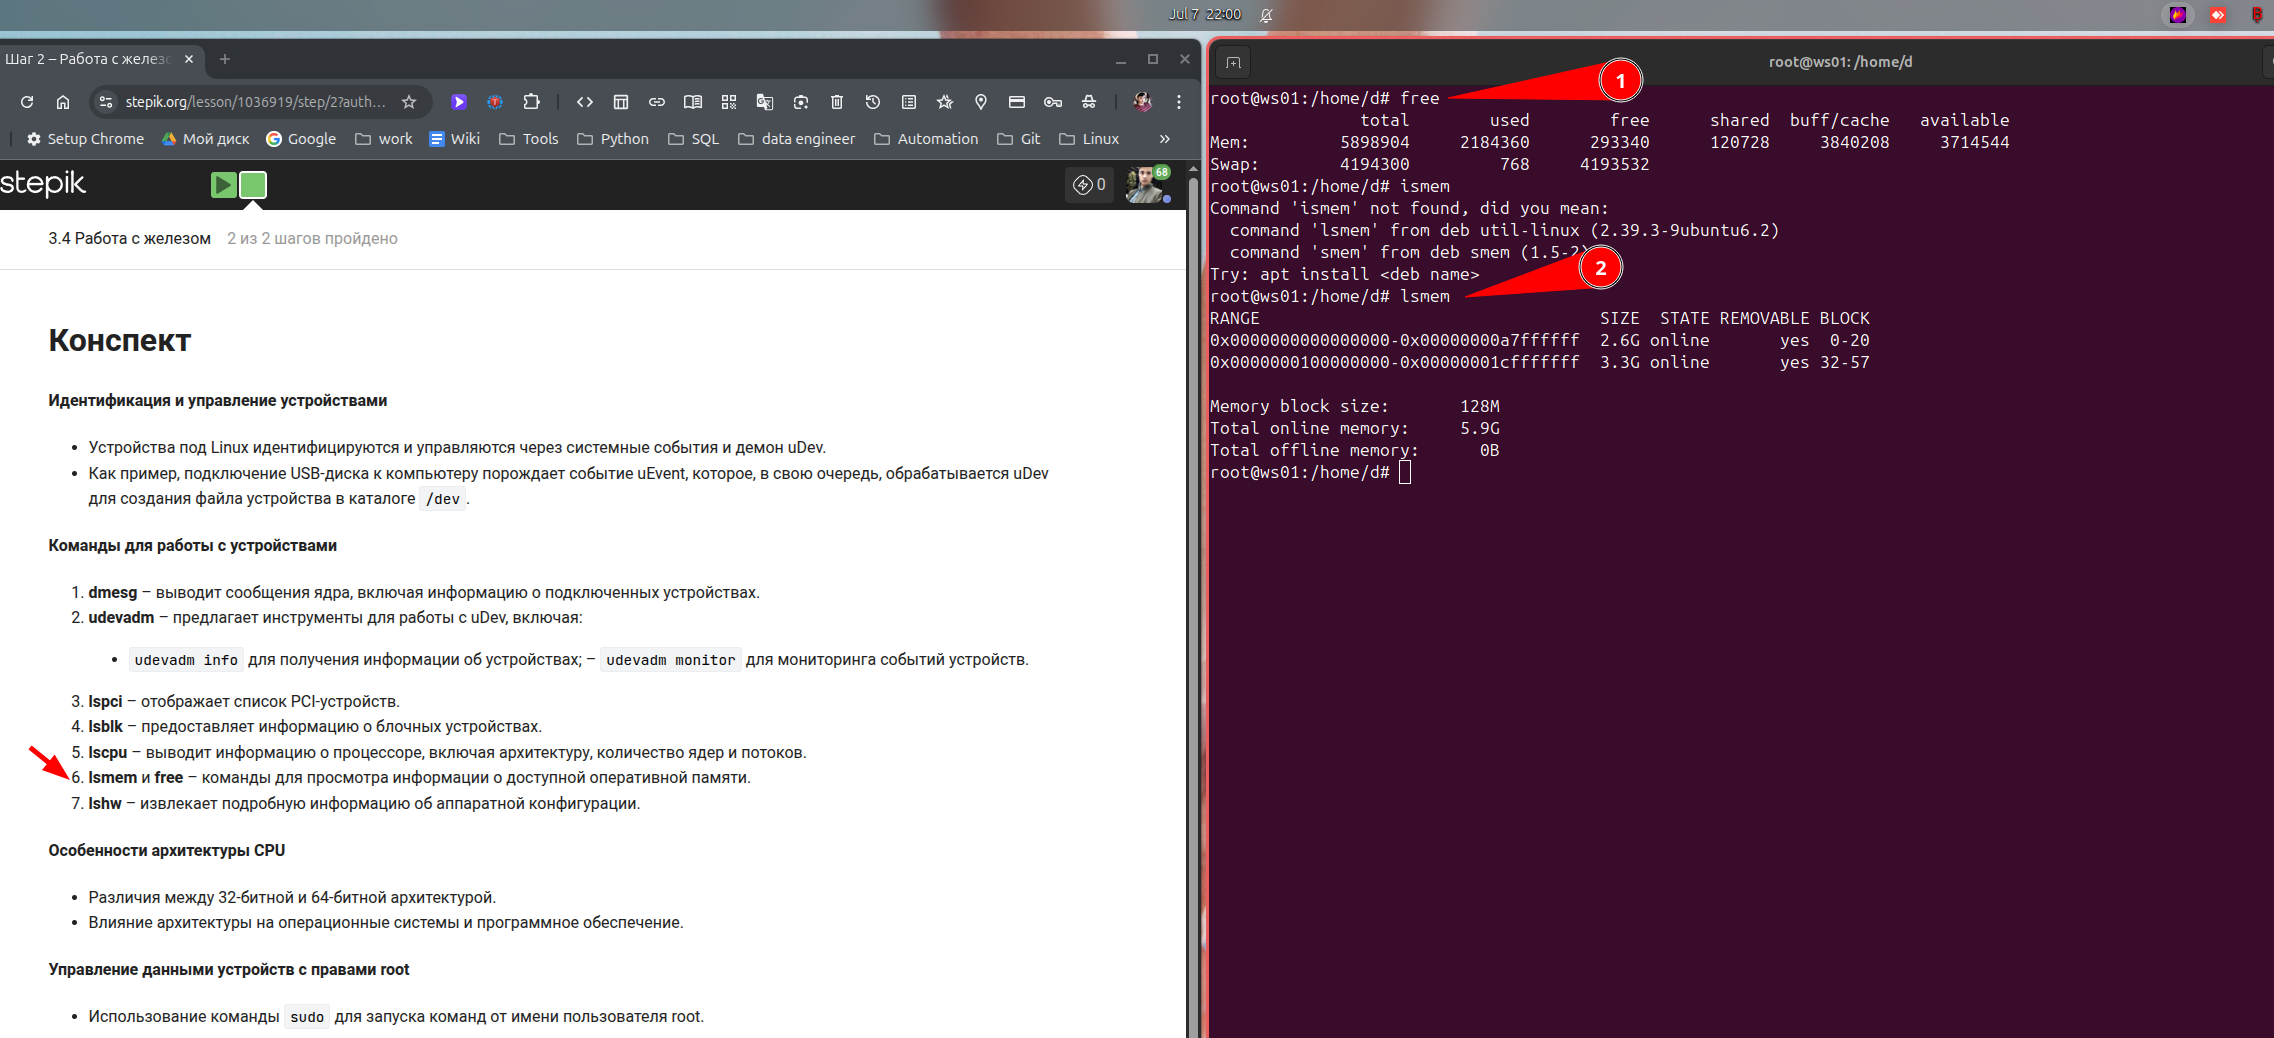 Jul 7 22:00
Шаг 2 – Работа с желез
stepik.org/lesson/1036919/step/2?auth...
Setup Chrome
Мой диск
Google
work
Wiki
Tools
Python
SQL
data engineer
Automation
Git
Linux
»
stepik
0
68
3.4 Работа с железом 2 из 2 шагов пройдено
Конспект
Идентификация и управление устройствами
• Устройства под Linux идентифицируются и управляются через системные события и демон uDev.
• Как пример, подключение USB-диска к компьютеру порождает событие uEvent, которое, в свою очередь, обрабатывается uDev
для создания файла устройства в каталоге /dev .
Команды для работы с устройствами
1. dmesg – выводит сообщения ядра, включая информацию о подключенных устройствах.
2. udevadm – предлагает инструменты для работы с uDev, включая:
• udevadm info для получения информации об устройствах; – udevadm monitor для мониторинга событий устройств.
3. lspci – отображает список PCI-устройств.
4. lsblk – предоставляет информацию о блочных устройствах.
5. lscpu – выводит информацию о процессоре, включая архитектуру, количество ядер и потоков.
6. lsmem и free – команды для просмотра информации о доступной оперативной памяти.
7. lshw – извлекает подробную информацию об аппаратной конфигурации.
Особенности архитектуры CPU
• Различия между 32-битной и 64-битной архитектурой.
• Влияние архитектуры на операционные системы и программное обеспечение.
Управление данными устройств с правами root
• Использование команды sudo для запуска команд от имени пользователя root.
root@ws01: /home/d
1
root@ws01:/home/d# free
total used free shared buff/cache available
Mem: 5898904 2184360 293340 120728 3840208 3714544
Swap: 4194300 768 4193532
root@ws01:/home/d# ismem
Command 'ismem' not found, did you mean:
command 'lsmem' from deb util-linux (2.39.3-9ubuntu6.2)
command 'smem' from deb smem (1.5-2)
2
Try: apt install <deb name>
root@ws01:/home/d# lsmem
RANGE SIZE STATE REMOVABLE BLOCK
0x0000000000000000-0x00000000a7ffffff 2.6G online yes 0-20
0x0000000100000000-0x00000001cfffffff 3.3G online yes 32-57
Memory block size: 128M
Total online memory: 5.9G
Total offline memory: 0B
root@ws01:/home/d#